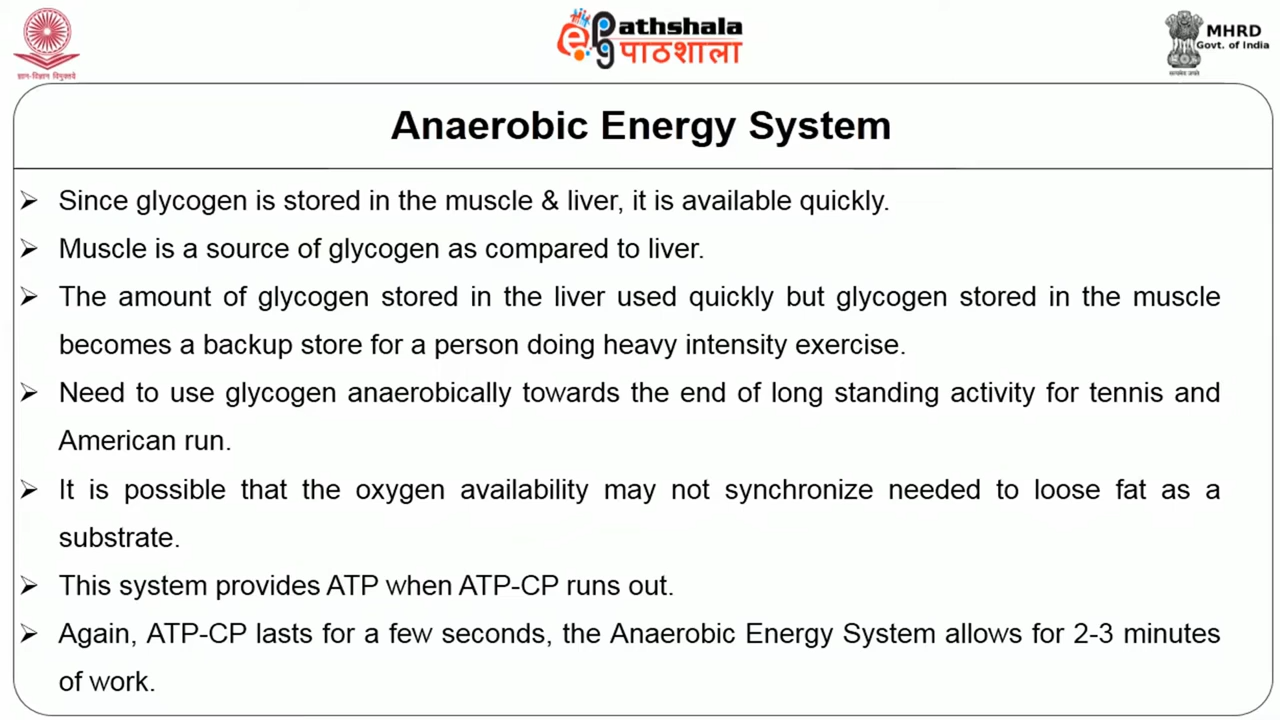 ज्ञान-विज्ञान विमुक्तये
ePG Pathshala
पाठशाला
MHRD
Govt. of India
सत्यमेव जयते
Anaerobic Energy System
Since glycogen is stored in the muscle & liver, it is available quickly.
Muscle is a source of glycogen as compared to liver.
The amount of glycogen stored in the liver used quickly but glycogen stored in the muscle
becomes a backup store for a person doing heavy intensity exercise.
Need to use glycogen anaerobically towards the end of long standing activity for tennis and
American run.
It is possible that the oxygen availability may not synchronize needed to loose fat as a
substrate.
This system provides ATP when ATP-CP runs out.
Again, ATP-CP lasts for a few seconds, the Anaerobic Energy System allows for 2-3 minutes
of work.